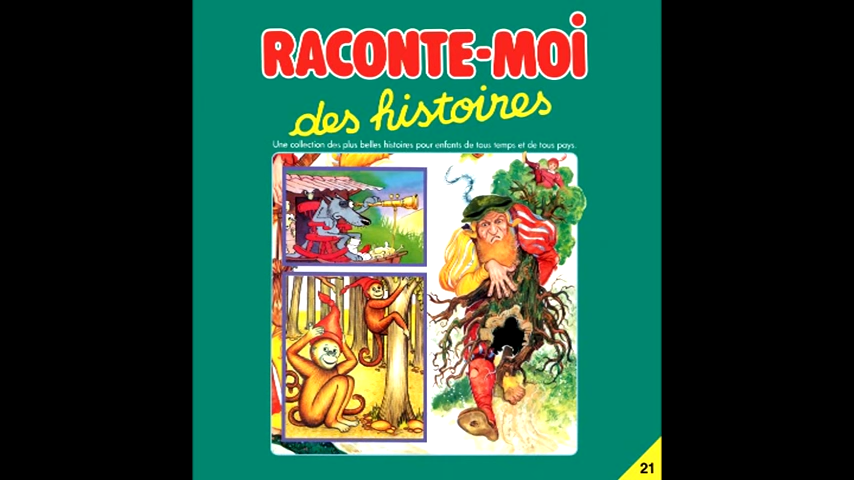 RACONTE-MOI
des histoires
Une collection des plus belles histoires pour enfants de tous temps et de tous pays.
21